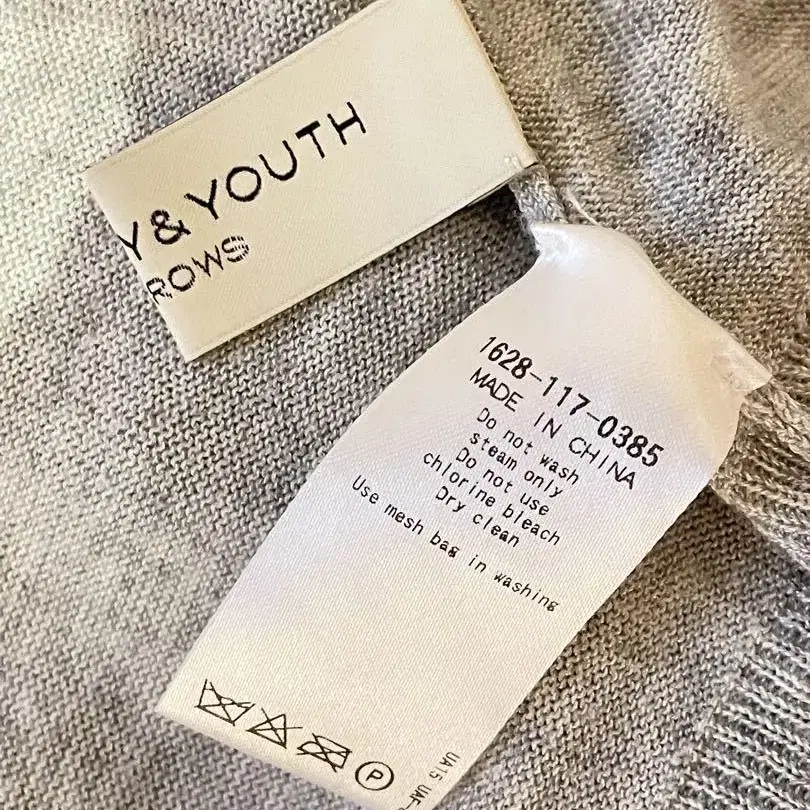 Y&YOUTH
ROWS
1628-117-0385
MADE IN CHINA
Do not wash
steam only
Do not use
chlorine bleach
Dry clean
Use mesh bag in washing
P
UA15